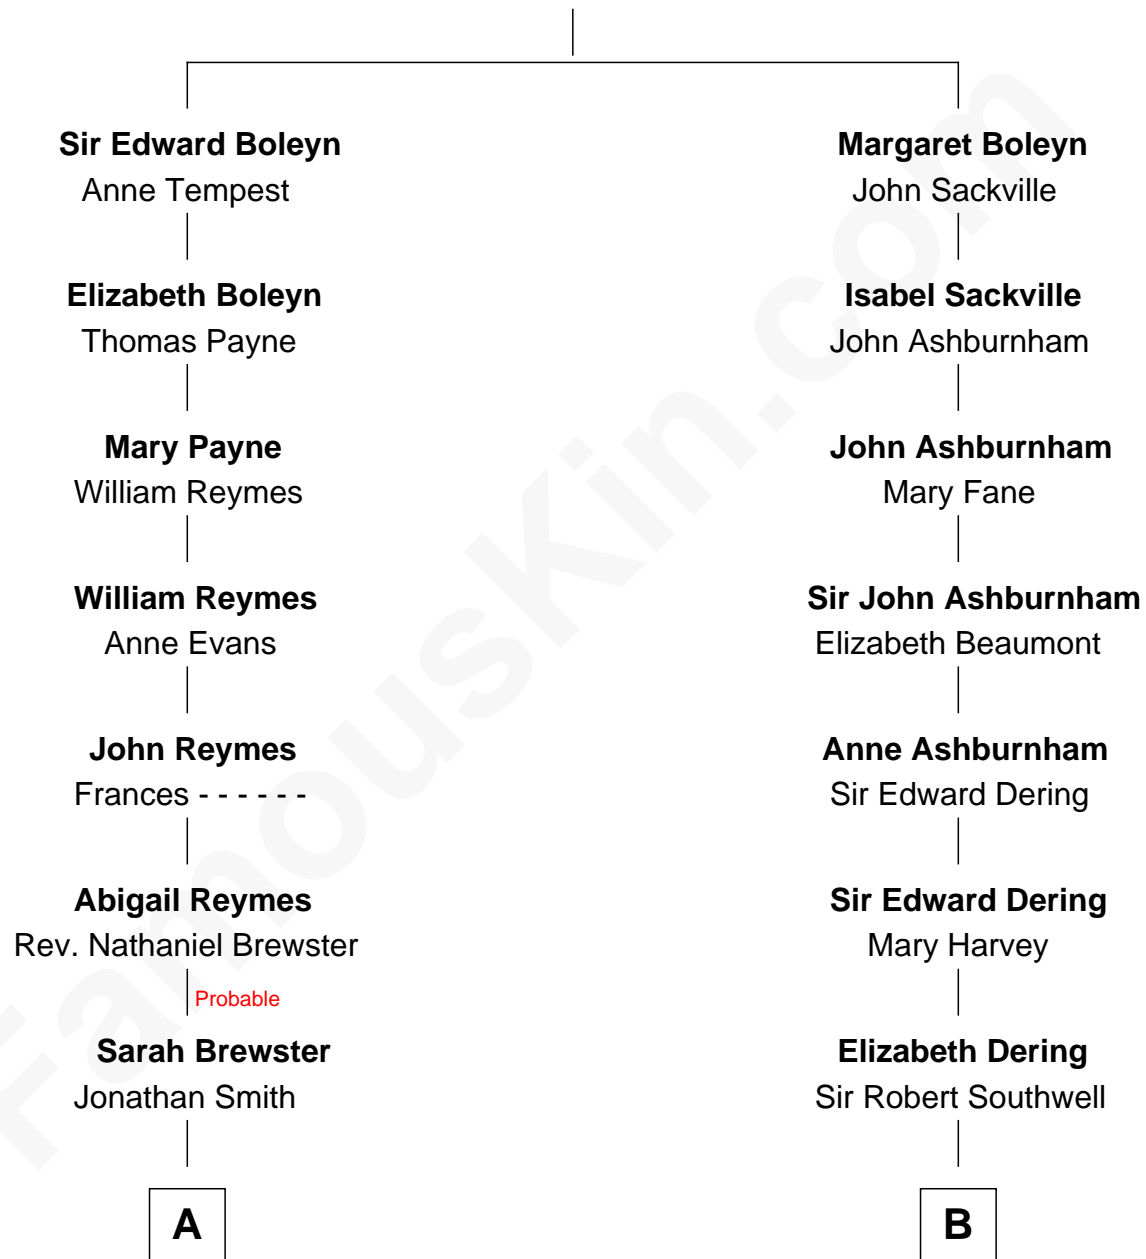 Sir Edward Boleyn
Anne Tempest
Elizabeth Boleyn
Thomas Payne
Mary Payne
William Reymes
William Reymes
Anne Evans
John Reymes
Frances - - - - - -
Abigail Reymes
Rev. Nathaniel Brewster
Probable
Sarah Brewster
Jonathan Smith
A
Margaret Boleyn
John Sackville
Isabel Sackville
John Ashburnham
John Ashburnham
Mary Fane
Sir John Ashburnham
Elizabeth Beaumont
Anne Ashburnham
Sir Edward Dering
Sir Edward Dering
Mary Harvey
Elizabeth Dering
Sir Robert Southwell
B
FamousKin.com